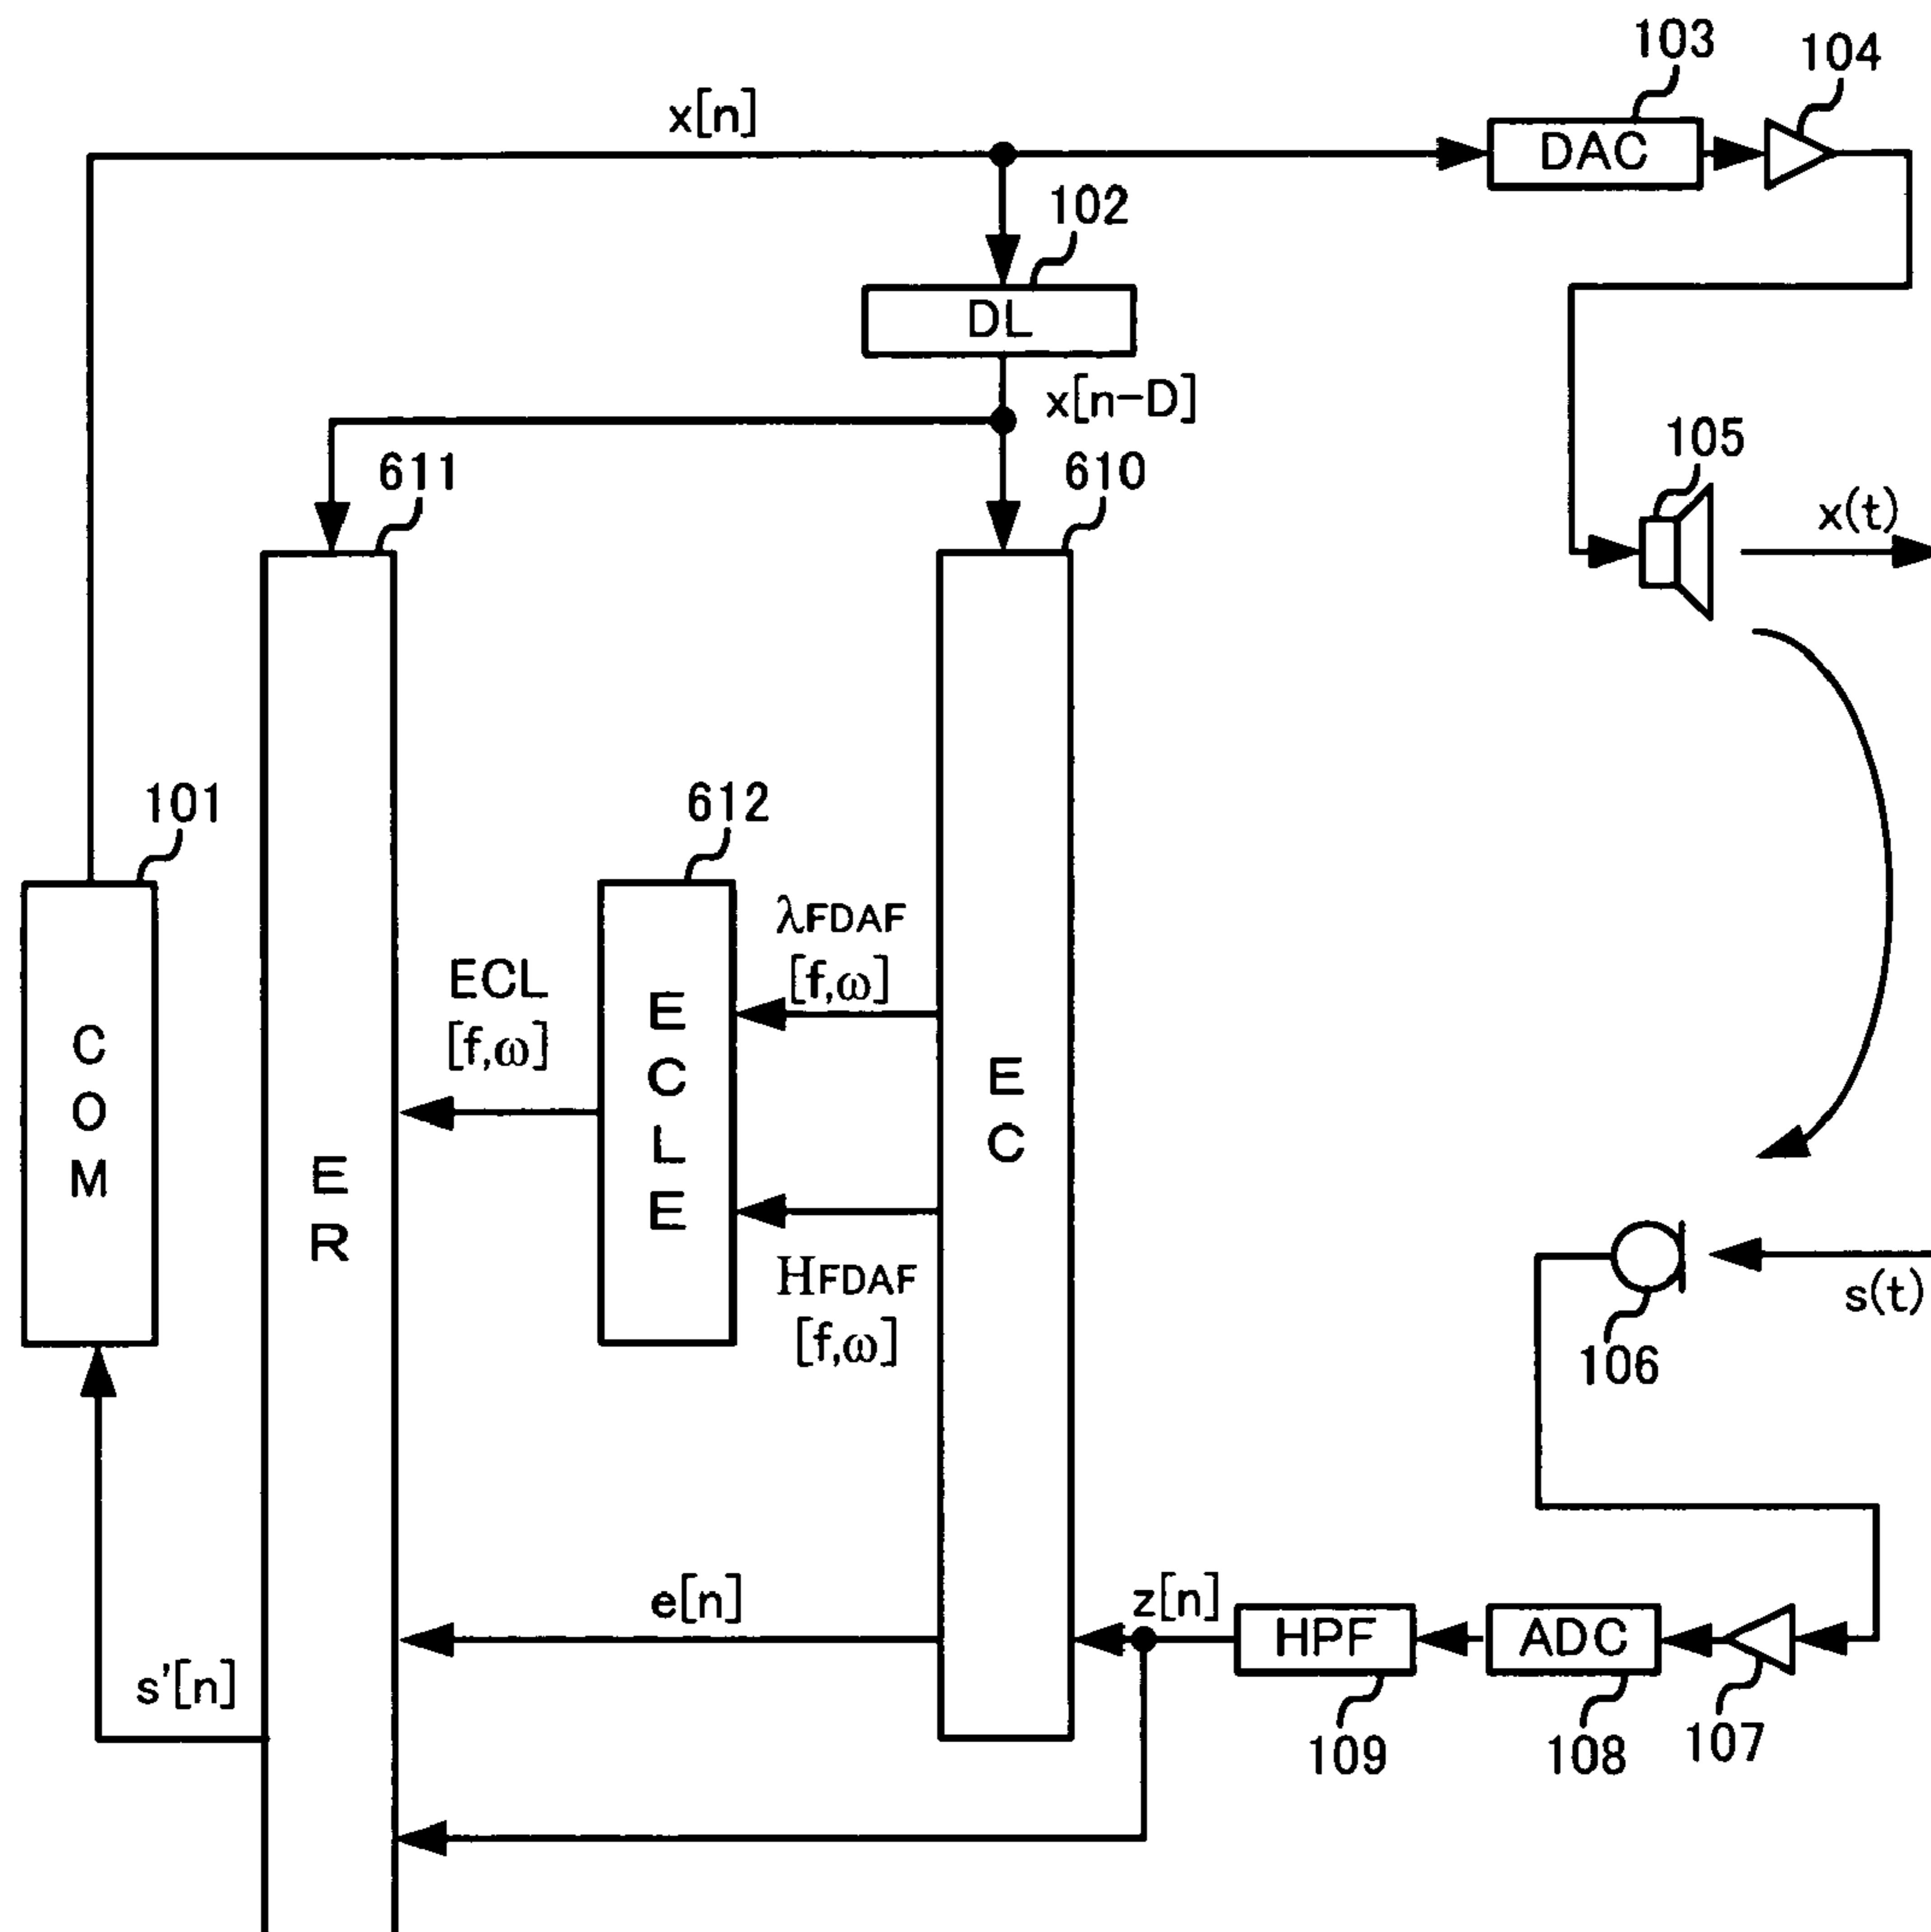 103
104
x[n]
DAC
102
DL
x[n-D]
611
610
105
x(t)
101
612
λFDAF
[f,ω]
ECL
[f,ω]
C
O
M
E
C
L
E
E
C
E
R
HFDAF
[f,ω]
s(t)
106
e[n]
z[n]
HPF
ADC
s'[n]
109
108
107